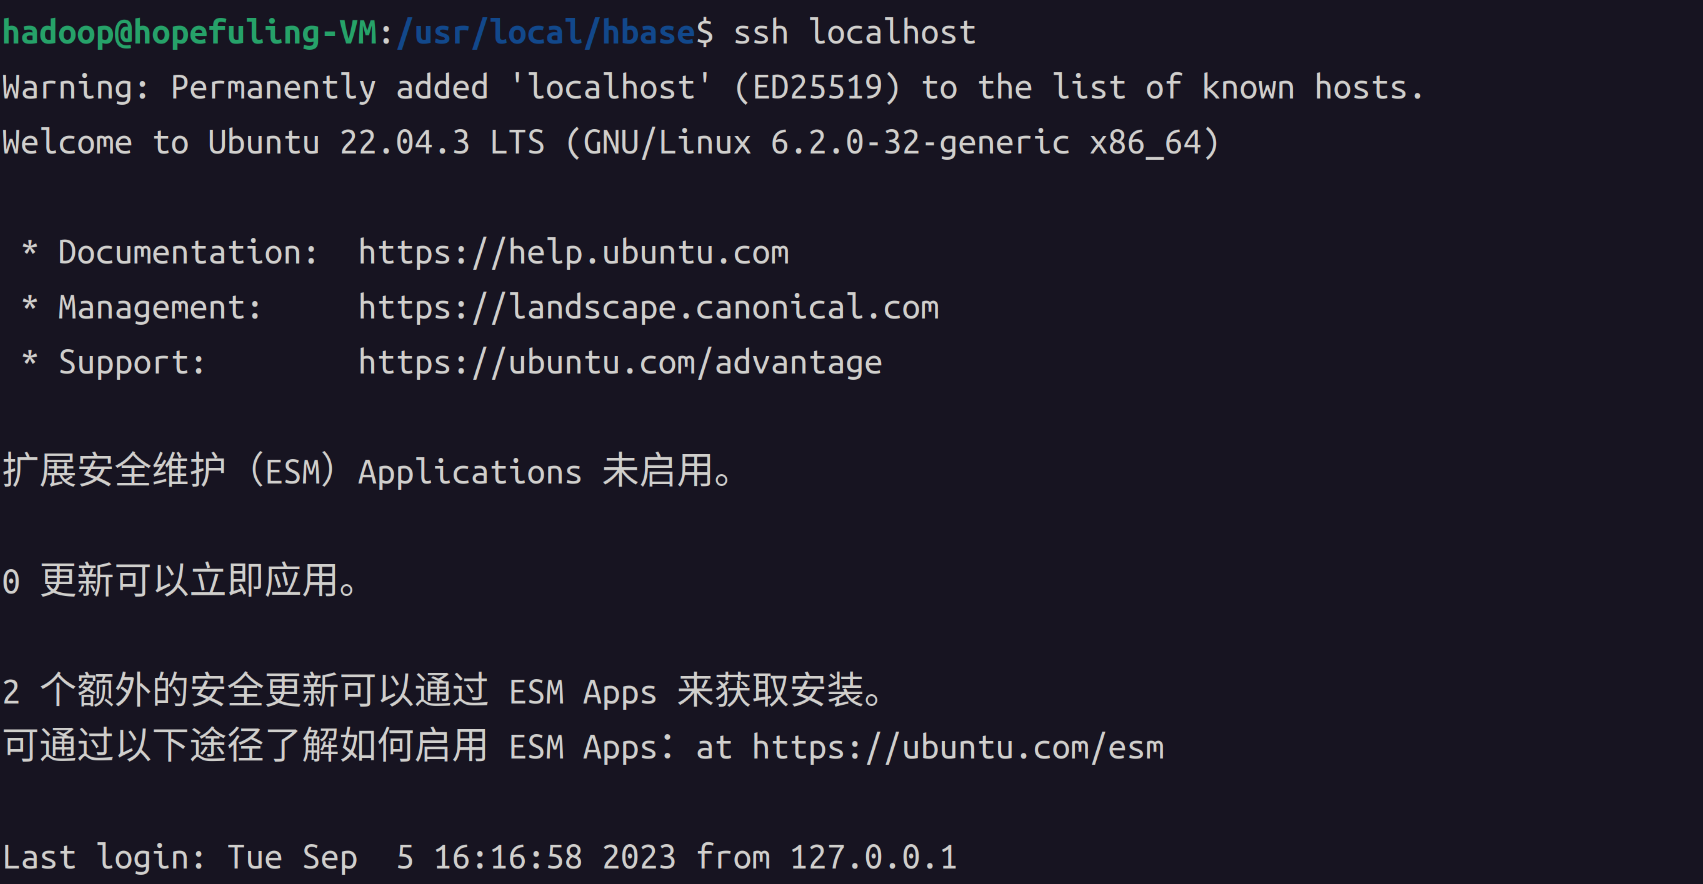 hadoop@hopefuling-VM:/usr/local/hbase$ ssh localhost
Warning: Permanently added 'localhost' (ED25519) to the list of known hosts.
Welcome to Ubuntu 22.04.3 LTS (GNU/Linux 6.2.0-32-generic x86_64)
* Documentation:  https://help.ubuntu.com
* Management:     https://landscape.canonical.com
* Support:        https://ubuntu.com/advantage
扩展安全维护（ESM）Applications 未启用。
0 更新可以立即应用。
2 个额外的安全更新可以通过 ESM Apps 来获取安装。
可通过以下途径了解如何启用 ESM Apps：at https://ubuntu.com/esm
Last login: Tue Sep  5 16:16:58 2023 from 127.0.0.1